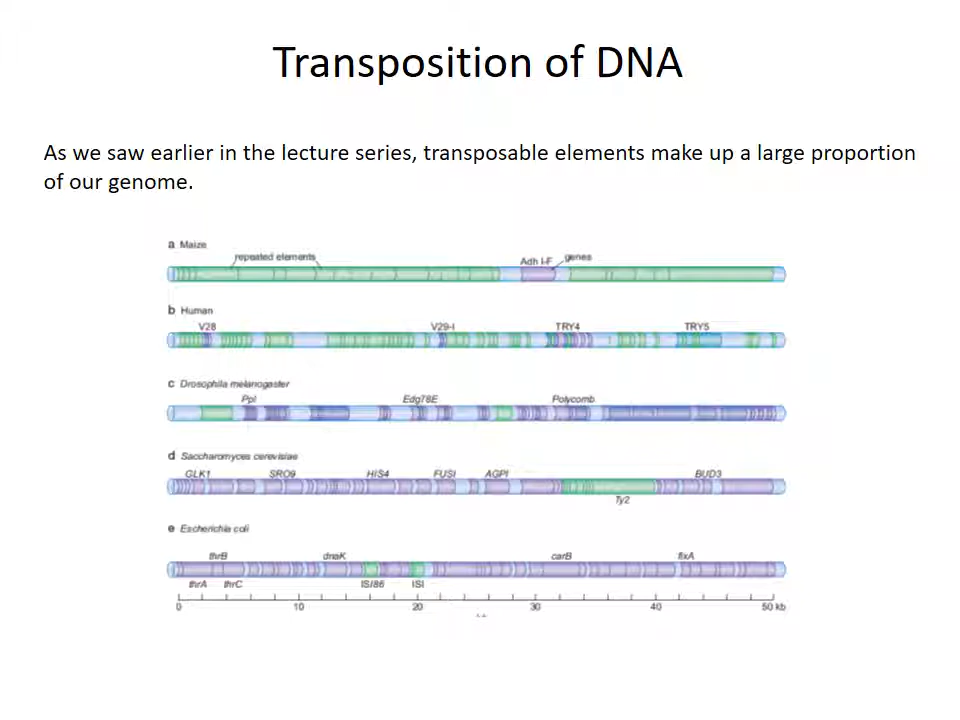 Transposition of DNA
As we saw earlier in the lecture series, transposable elements make up a large proportion
of our genome.
a Maize
repeated elements
Adh I-F
genes
b Human
V28
V29-I
TRY4
TRY5
c Drosophila melanogaster
Ppl
Edg78E
Polycomb
d Saccharomyces cerevisiae
GLK1
SRO9
HIS4
FUSI
AGPI
BUD3
Ty2
e Escherichia coli
thrB
dnaK
carB
fixA
thrA
thrC
IS186
ISI
0 10 20 30 40 50 kb